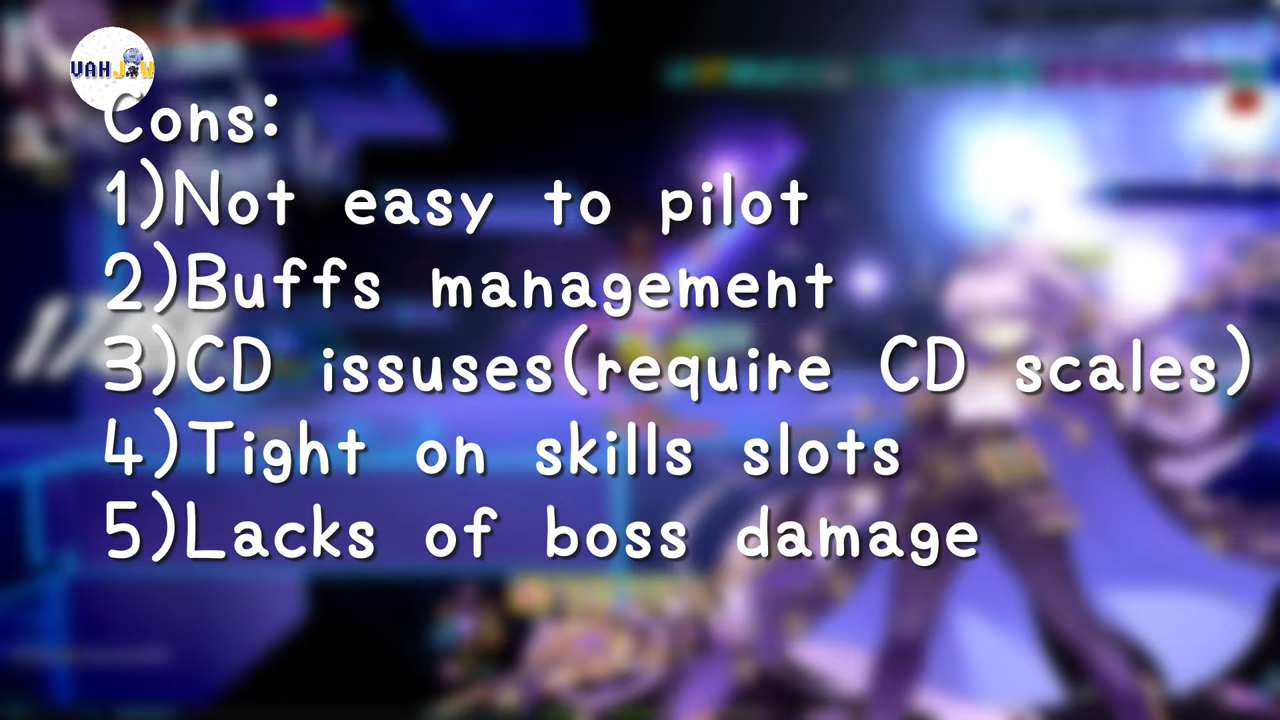 VAHJOW
Cons:
1)Not easy to pilot
2)Buffs management
3)CD issuses(require CD scales)
4)Tight on skills slots
5)Lacks of boss damage